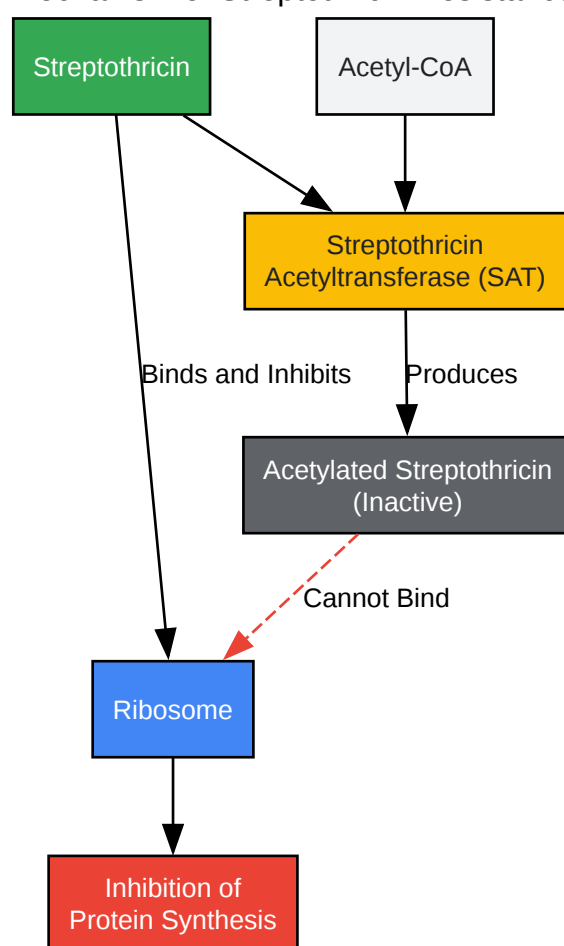 Streptothricin
Acetyl-CoA
Streptothricin
Acetyltransferase (SAT)
Binds and Inhibits
Produces
Acetylated Streptothricin
(Inactive)
Cannot Bind
Ribosome
Inhibition of
Protein Synthesis